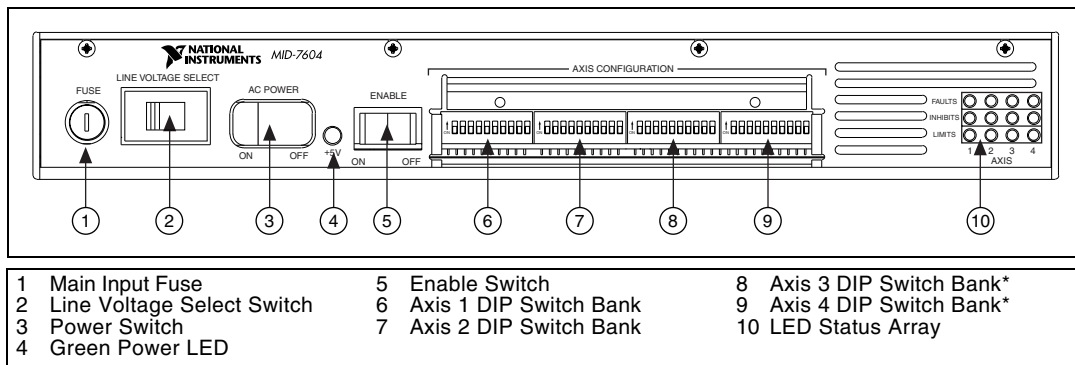 NATIONAL
INSTRUMENTS MID-7604
LINE VOLTAGE SELECT
AXIS CONFIGURATION
FUSE
AC POWER
ENABLE
FAULTS
INHIBITS
LIMITS
ON OFF
+5V
ON OFF
ON
ON
ON
ON
1 2 3 4
AXIS
1 2 3 4 5 6 7 8 9 10
1 Main Input Fuse
2 Line Voltage Select Switch
3 Power Switch
4 Green Power LED
5 Enable Switch
6 Axis 1 DIP Switch Bank
7 Axis 2 DIP Switch Bank
8 Axis 3 DIP Switch Bank*
9 Axis 4 DIP Switch Bank*
10 LED Status Array